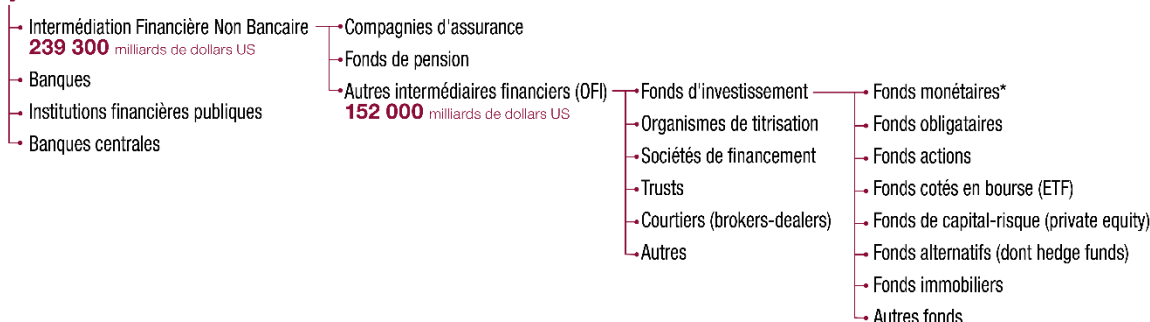 Intermédiation Financière Non Bancaire
239 300 milliards de dollars US
Banques
Institutions financières publiques
Banques centrales
Compagnies d'assurance
Fonds de pension
Autres intermédiaires financiers (OFI)
152 000 milliards de dollars US
Fonds d'investissement
Organismes de titrisation
Sociétés de financement
Trusts
Courtiers (brokers-dealers)
Autres
Fonds monétaires*
Fonds obligataires
Fonds actions
Fonds cotés en bourse (ETF)
Fonds de capital-risque (private equity)
Fonds alternatifs (dont hedge funds)
Fonds immobiliers
Autres fonds